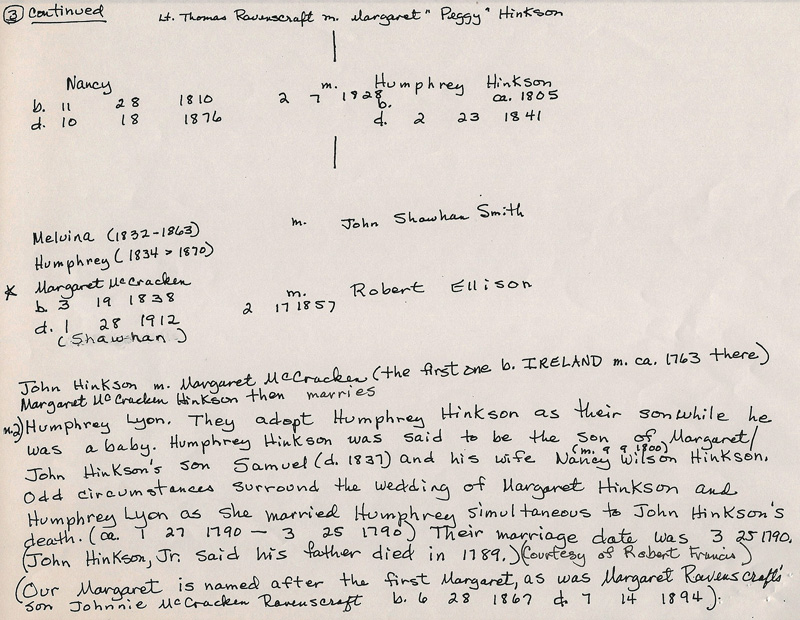 ③ Continued Lt. Thomas Ravenscraft m. Margaret "Peggy" Hinkson
Nancy m. Humphrey Hinkson
b. 11 28 1810 2 7 1828 b. ca. 1805
d. 10 18 1876 d. 2 23 1841
Melvina (1832-1863) m. John Shawhan Smith
Humphrey (1834 > 1870)
* Margaret McCracken m. Robert Ellison
b. 3 19 1838 2 17 1857
d. 1 28 1912
(Shawhan)
John Hinkson m. Margaret McCracken (the first one b. IRELAND m. ca. 1763 there)
Margaret McCracken Hinkson then marries
m.2) Humphrey Lyon. They adopt Humphrey Hinkson as their son while he
was a baby. Humphrey Hinkson was said to be the son of Margaret/
John Hinkson's son Samuel (d. 1837) and his wife Nancy Wilson Hinkson. (m. 9 9 1800)
Odd circumstances surround the wedding of Margaret Hinkson and
Humphrey Lyon as she married Humphrey simultaneous to John Hinkson's
death. (ca. 1 27 1790 — 3 25 1790) Their marriage date was 3 25 1790.
(John Hinkson, Jr. said his father died in 1789.) (Courtesy of Robert Francis)
(Our Margaret is named after the first Margaret, as was Margaret Ravenscraft's
son Johnnie McCracken Ravenscraft b. 6 28 1867 d. 7 14 1894).